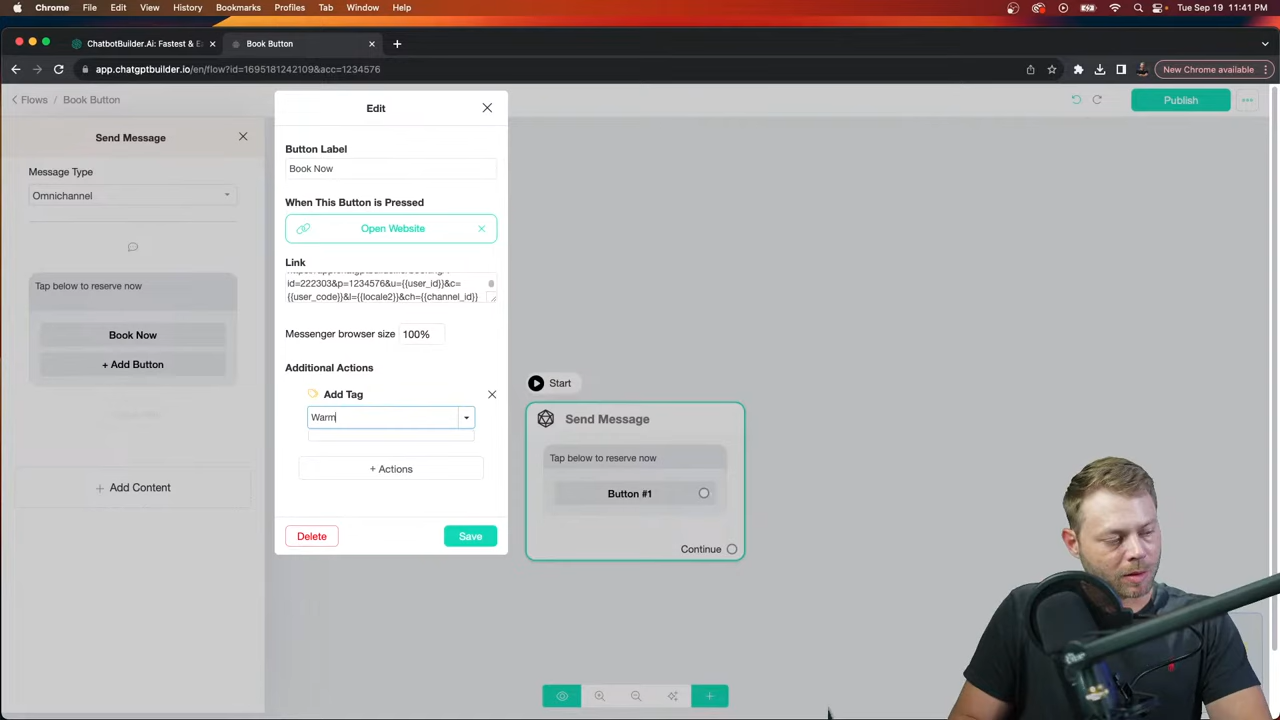 Chrome File Edit View History Bookmarks Profiles Tab Window Help
Tue Sep 19 11:41 PM
ChatbotBuilder.Ai: Fastest & E
Book Button
app.chatgptbuilder.io/en/flow?id=1695181242109&acc=1234576
New Chrome available
Flows / Book Button
Publish
Send Message
Message Type
Omnichannel
Tap below to reserve now
Book Now
+ Add Button
+ Add Content
Edit
Button Label
Book Now
When This Button is Pressed
Open Website
Link
id=222303&p=1234576&u={{user_id}}&c=
{{user_code}}&l={{locale2}}&ch={{channel_id}}
Messenger browser size 100%
Additional Actions
Add Tag
Warm
+ Actions
Delete
Save
Start
Send Message
Tap below to reserve now
Button #1
Continue